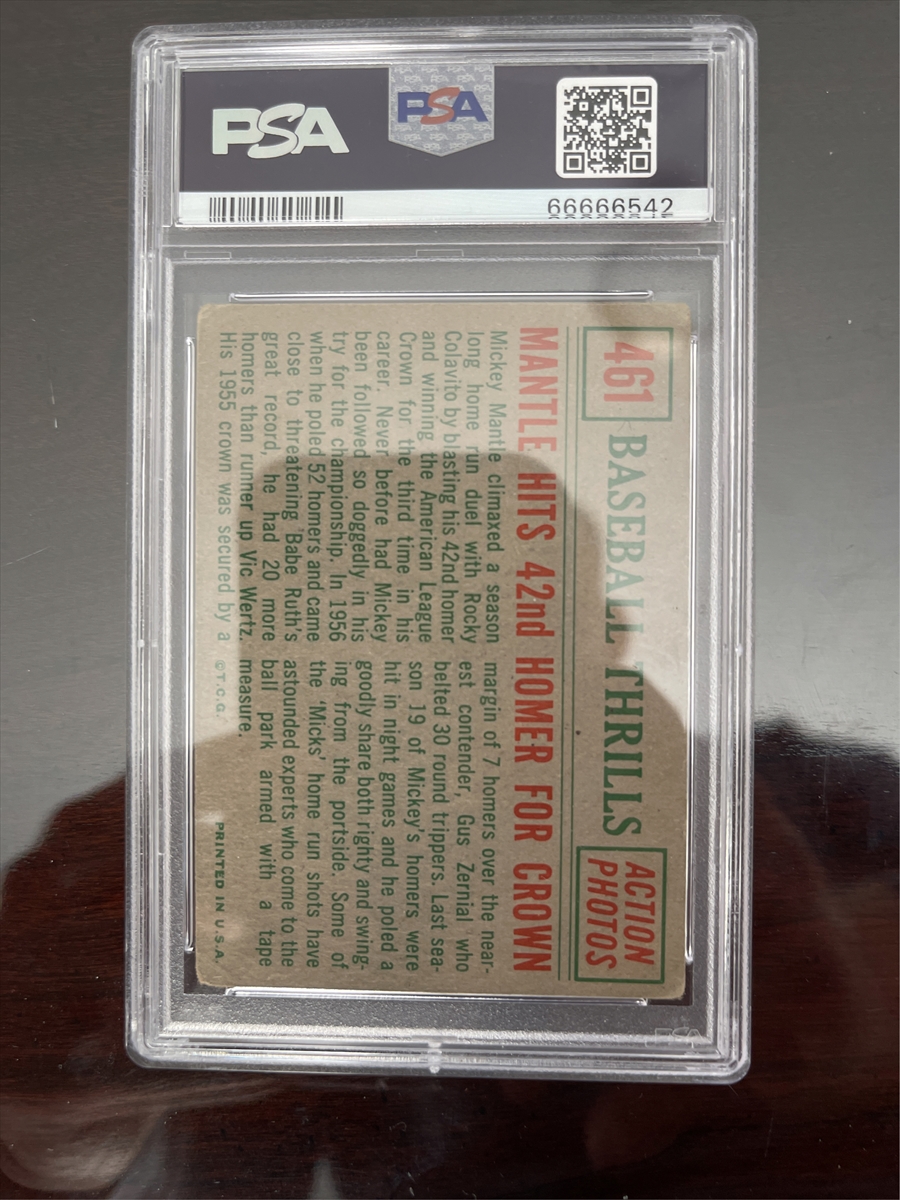 PSA
PSA
66666542
461 BASEBALL THRILLS ACTION PHOTOS
MANTLE HITS 42nd HOMER FOR CROWN
Mickey Mantle climaxed a season
long home run duel with Rocky
Colavito by blasting his 42nd homer
and winning the American League
Crown for the third time in his
career. Never before had Mickey
been followed so doggedly in his
try for the championship. In 1956
when he poled 52 homers and came
close to threatening 'Babe Ruth's
great record, he had 20 more
homers than runner up Vic Wertz.
His 1955 crown was secured by a
margin of 7 homers over the near-
est contender, Gus Zernial who
belted 30 round trippers. Last sea-
son 19 of Mickey's homers were
hit in night games and he poled a
goodly share both righty and swing-
ing from the portside. Some of
the 'Micks' home run shots have
astounded experts who come to the
ball park armed with a tape
measure.
©T.C.G. PRINTED IN U.S.A.
PSA